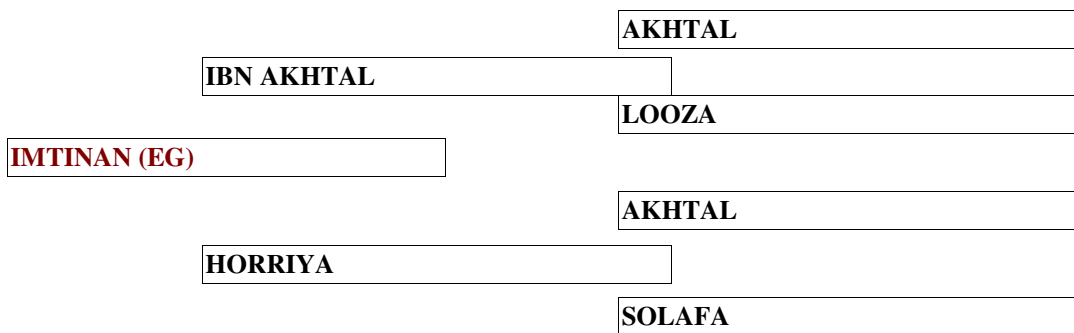 AKHTAL
IBN AKHTAL
LOOZA
IMTINAN (EG)
AKHTAL
HORRIYA
SOLAFA